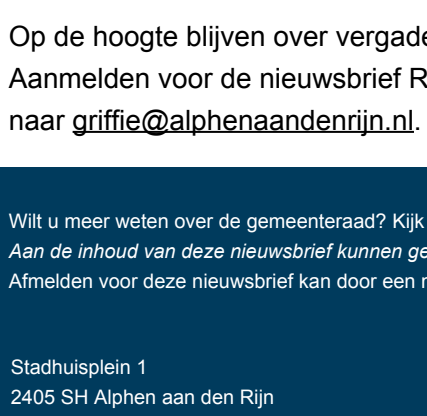 Op de hoogte blijven over
Aanmelden voor de nieuwsbrief
naar griffie@alphenaandenrijn.nl.
Wilt u meer weten over de gemeenteraad? Kijk
Aan de inhoud van deze nieuwsbrief kunnen
Afmelden voor deze nieuwsbrief kan door een
Stadhuisplein 1
2405 SH Alphen aan den Rijn